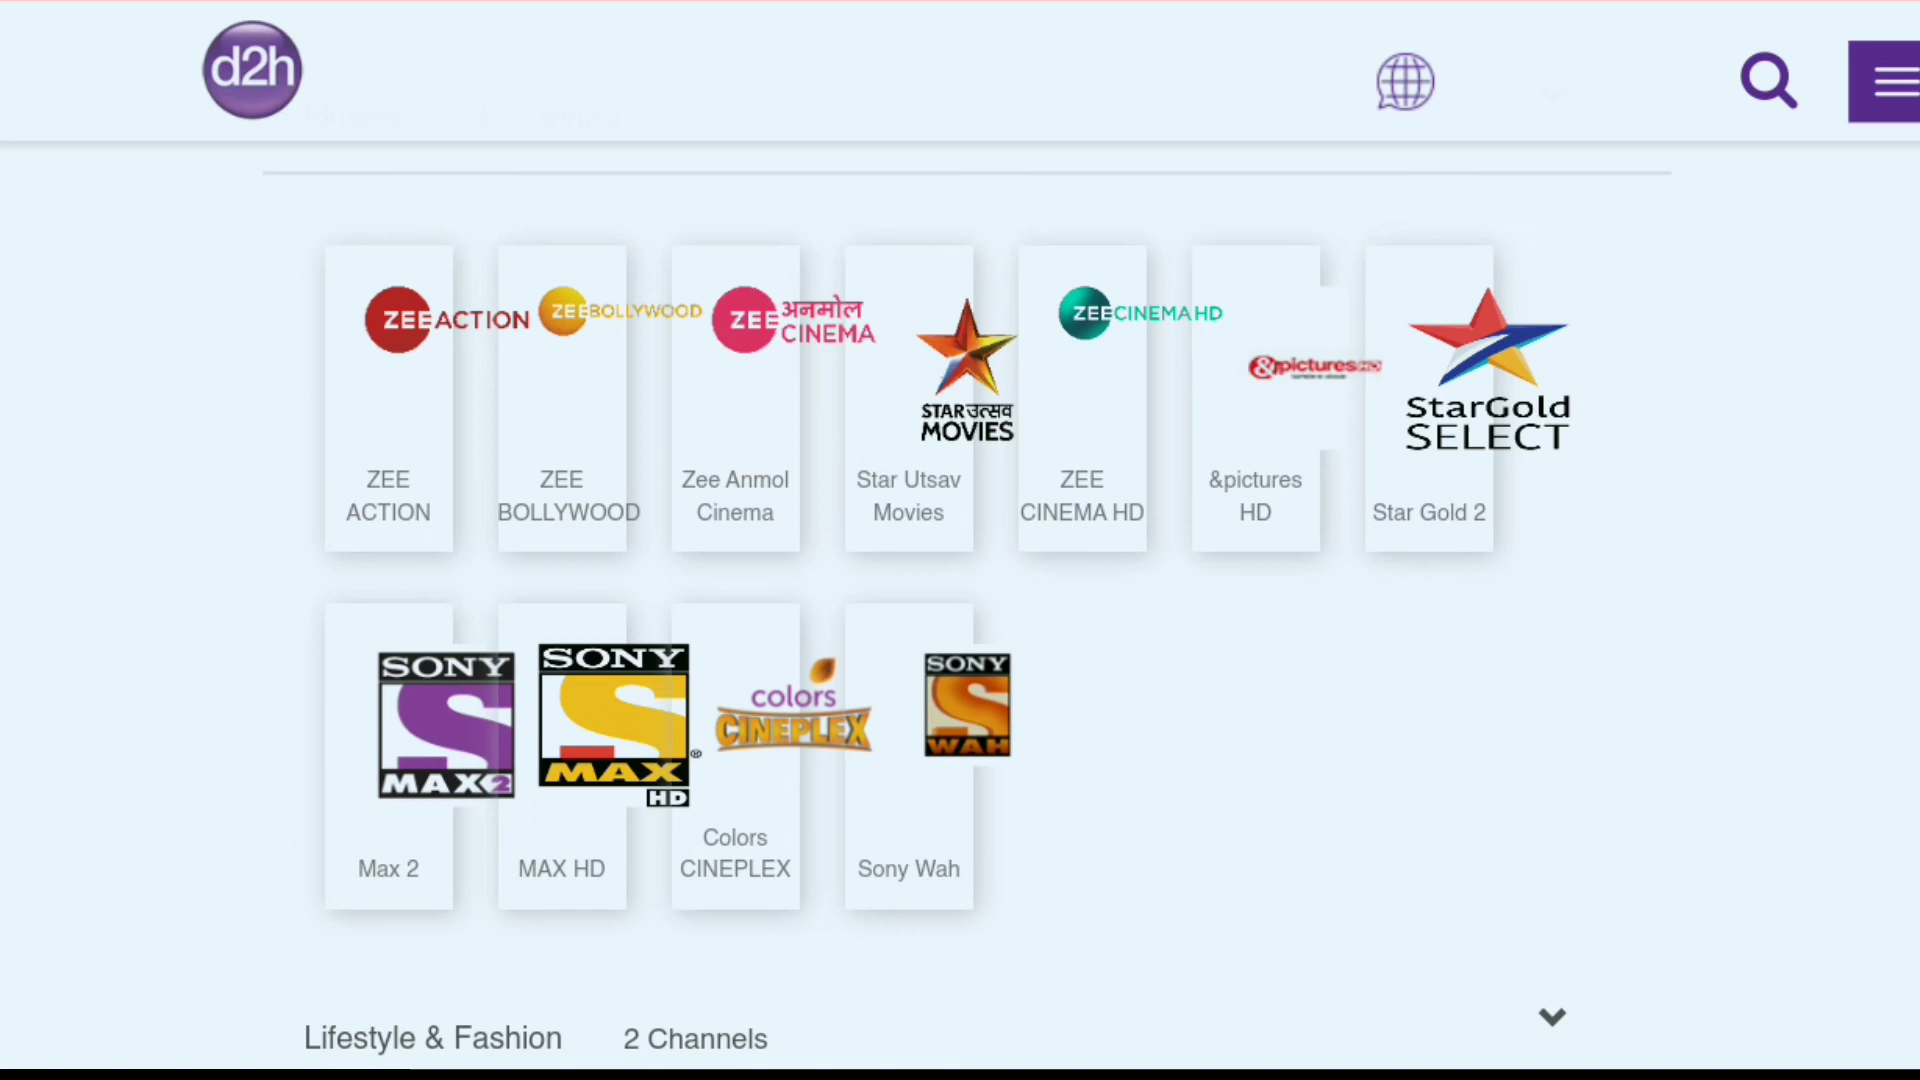 d2h
ZEE ACTION
ZEE BOLLYWOOD
ZEE अनमोल
CINEMA
STAR उत्सव
MOVIES
ZEE CINEMA HD
&pictures HD
StarGold
SELECT
ZEE
ACTION
ZEE
BOLLYWOOD
Zee Anmol
Cinema
Star Utsav
Movies
ZEE
CINEMA HD
&pictures
HD
Star Gold 2
SONY
MAX2
SONY
MAX
HD
colors
CINEPLEX
SONY
WAH
Max 2
MAX HD
Colors
CINEPLEX
Sony Wah
Lifestyle & Fashion 2 Channels